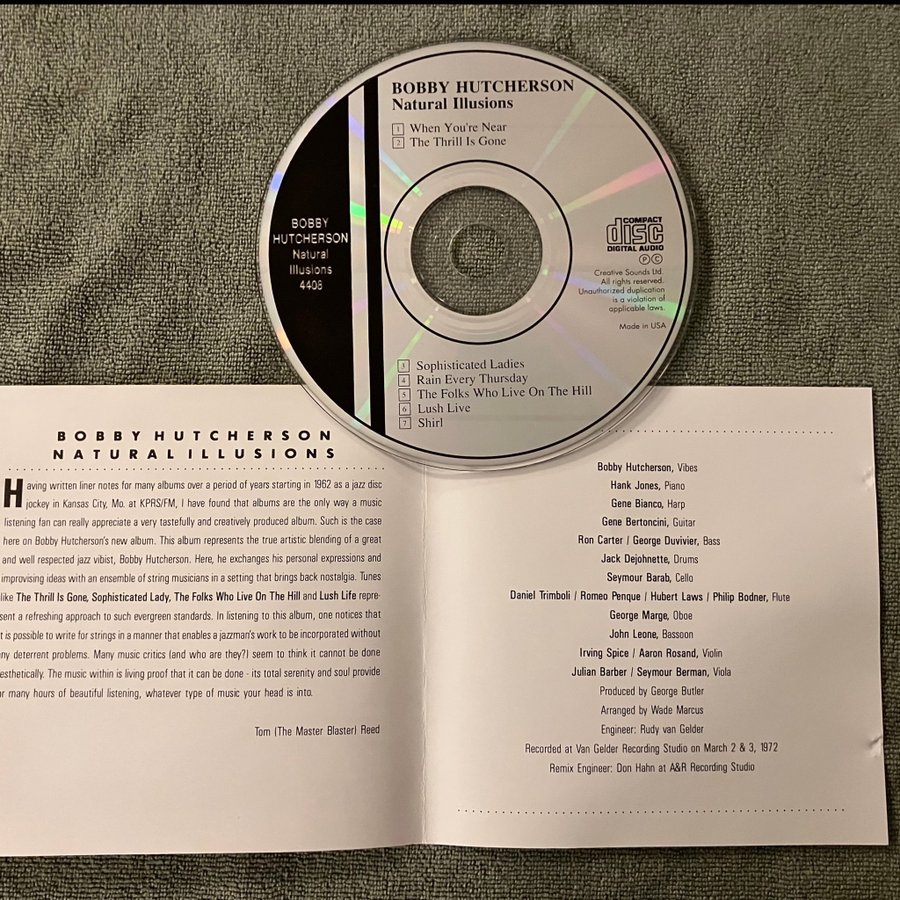 BOBBY HUTCHERSON
Natural Illusions
1 When You're Near
2 The Thrill Is Gone
BOBBY
HUTCHERSON
Natural
Illusions
4408
COMPACT
disc
DIGITAL AUDIO
P C
Creative Sounds Ltd.
All rights reserved.
Unauthorized duplication
is a violation of
applicable laws.
Made in USA
3 Sophisticated Ladies
4 Rain Every Thursday
5 The Folks Who Live On The Hill
6 Lush Live
7 Shirl
BOBBY HUTCHERSON
NATURAL ILLUSIONS
Having written liner notes for many albums over a period of years starting in 1962 as a jazz disc
jockey in Kansas City, Mo. at KPRS/FM, I have found that albums are the only way a music
listening fan can really appreciate a very tastefully and creatively produced album. Such is the case
here on Bobby Hutcherson's new album. This album represents the true artistic blending of a great
and well respected jazz vibist, Bobby Hutcherson. Here, he exchanges his personal expressions and
improvising ideas with an ensemble of string musicians in a setting that brings back nostalgia. Tunes
like The Thrill Is Gone, Sophisticated Lady, The Folks Who Live On The Hill and Lush Life repre-
sent a refreshing approach to such evergreen standards. In listening to this album, one notices that
it is possible to write for strings in a manner that enables a jazzman's work to be incorporated without
ny deterrent problems. Many music critics (and who are they?) seem to think it cannot be done
esthetically. The music within is living proof that it can be done - its total serenity and soul provide
r many hours of beautiful listening, whatever type of music your head is into.
Tom (The Master Blaster) Reed
Bobby Hutcherson, Vibes
Hank Jones, Piano
Gene Bianco, Harp
Gene Bertoncini, Guitar
Ron Carter / George Duvivier, Bass
Jack Dejohnette, Drums
Seymour Barab, Cello
Daniel Trimboli / Romeo Penque / Hubert Laws / Philip Bodner, Flute
George Marge, Oboe
John Leone, Bassoon
Irving Spice / Aaron Rosand, Violin
Julian Barber / Seymour Berman, Viola
Produced by George Butler
Arranged by Wade Marcus
Engineer: Rudy van Gelder
Recorded at Van Gelder Recording Studio on March 2 & 3, 1972
Remix Engineer: Don Hahn at A&R Recording Studio